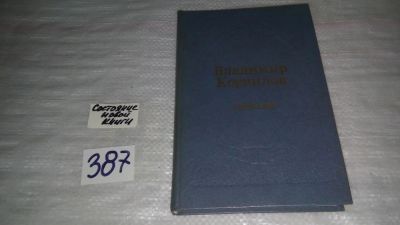 Владимир
Корнилов
Состояние
новой
книги
387